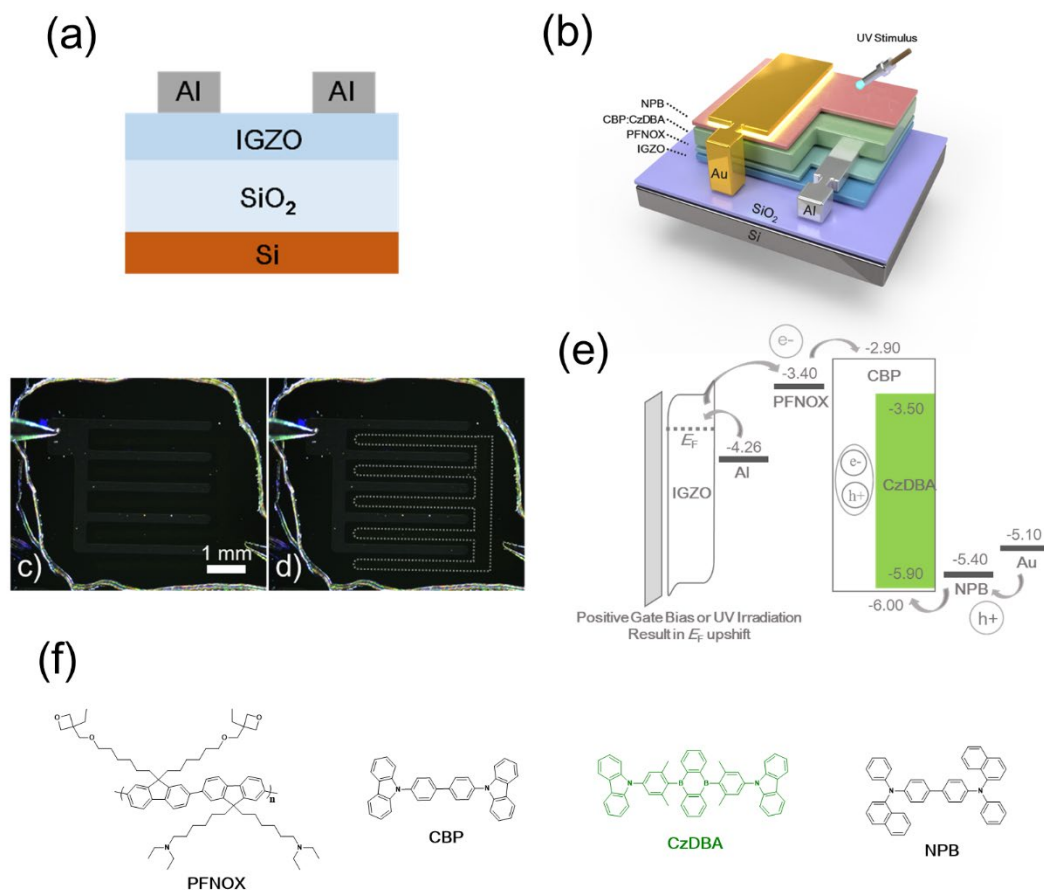 (a)
Al
Al
IGZO
SiO2
Si
(b)
UV Stimulus
NPB
CBP:CzDBA
PFNOX
IGZO
Au
Al
SiO2
Si
c)
1 mm
d)
(e)
e-
-2.90
-3.40
PFNOX
CBP
-3.50
EF
-4.26
Al
IGZO
e-
h+
CzDBA
-5.10
Au
-5.40
NPB
-5.90
-6.00
h+
Positive Gate Bias or UV Irradiation
Result in EF upshift
(f)
O
O
O
O
n
N
N
PFNOX
N
N
CBP
N
B
B
N
CzDBA
N
N
NPB